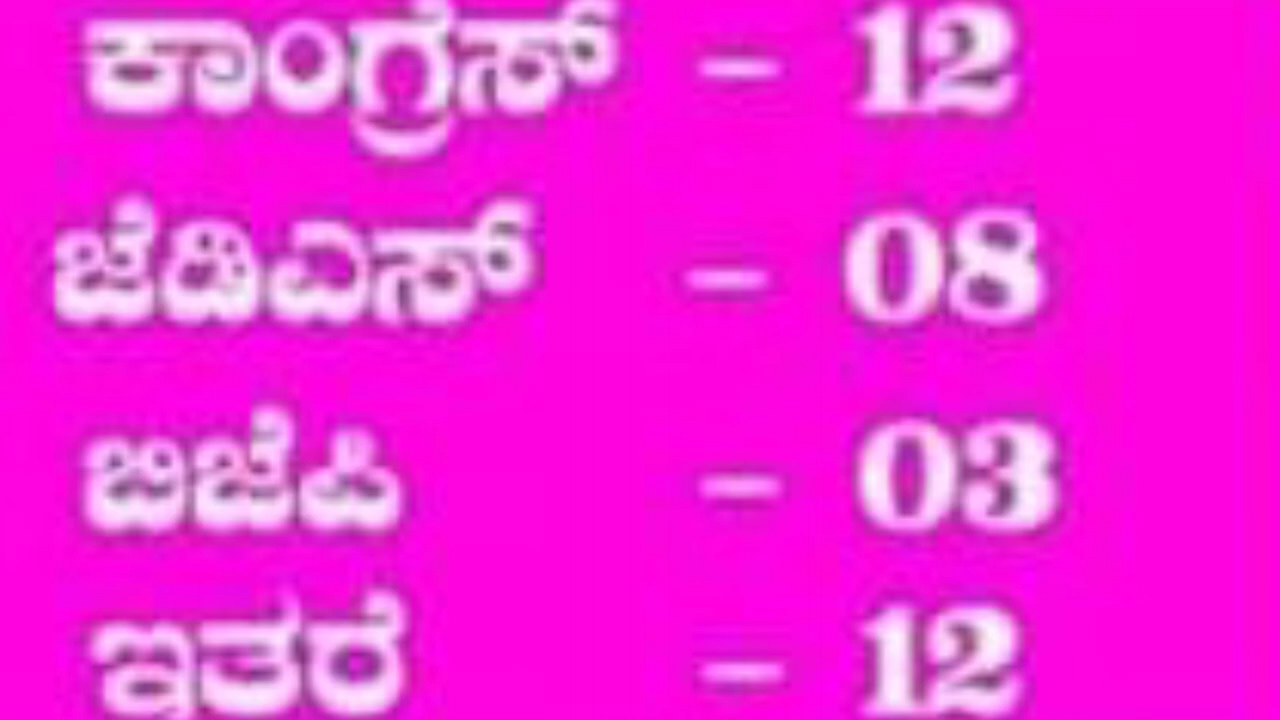 ಕಾಂಗ್ರೆಸ್ – 12
ಜೆಡಿಎಸ್ – 08
ಬಿಜೆಪಿ – 03
ಇತರೆ – 12